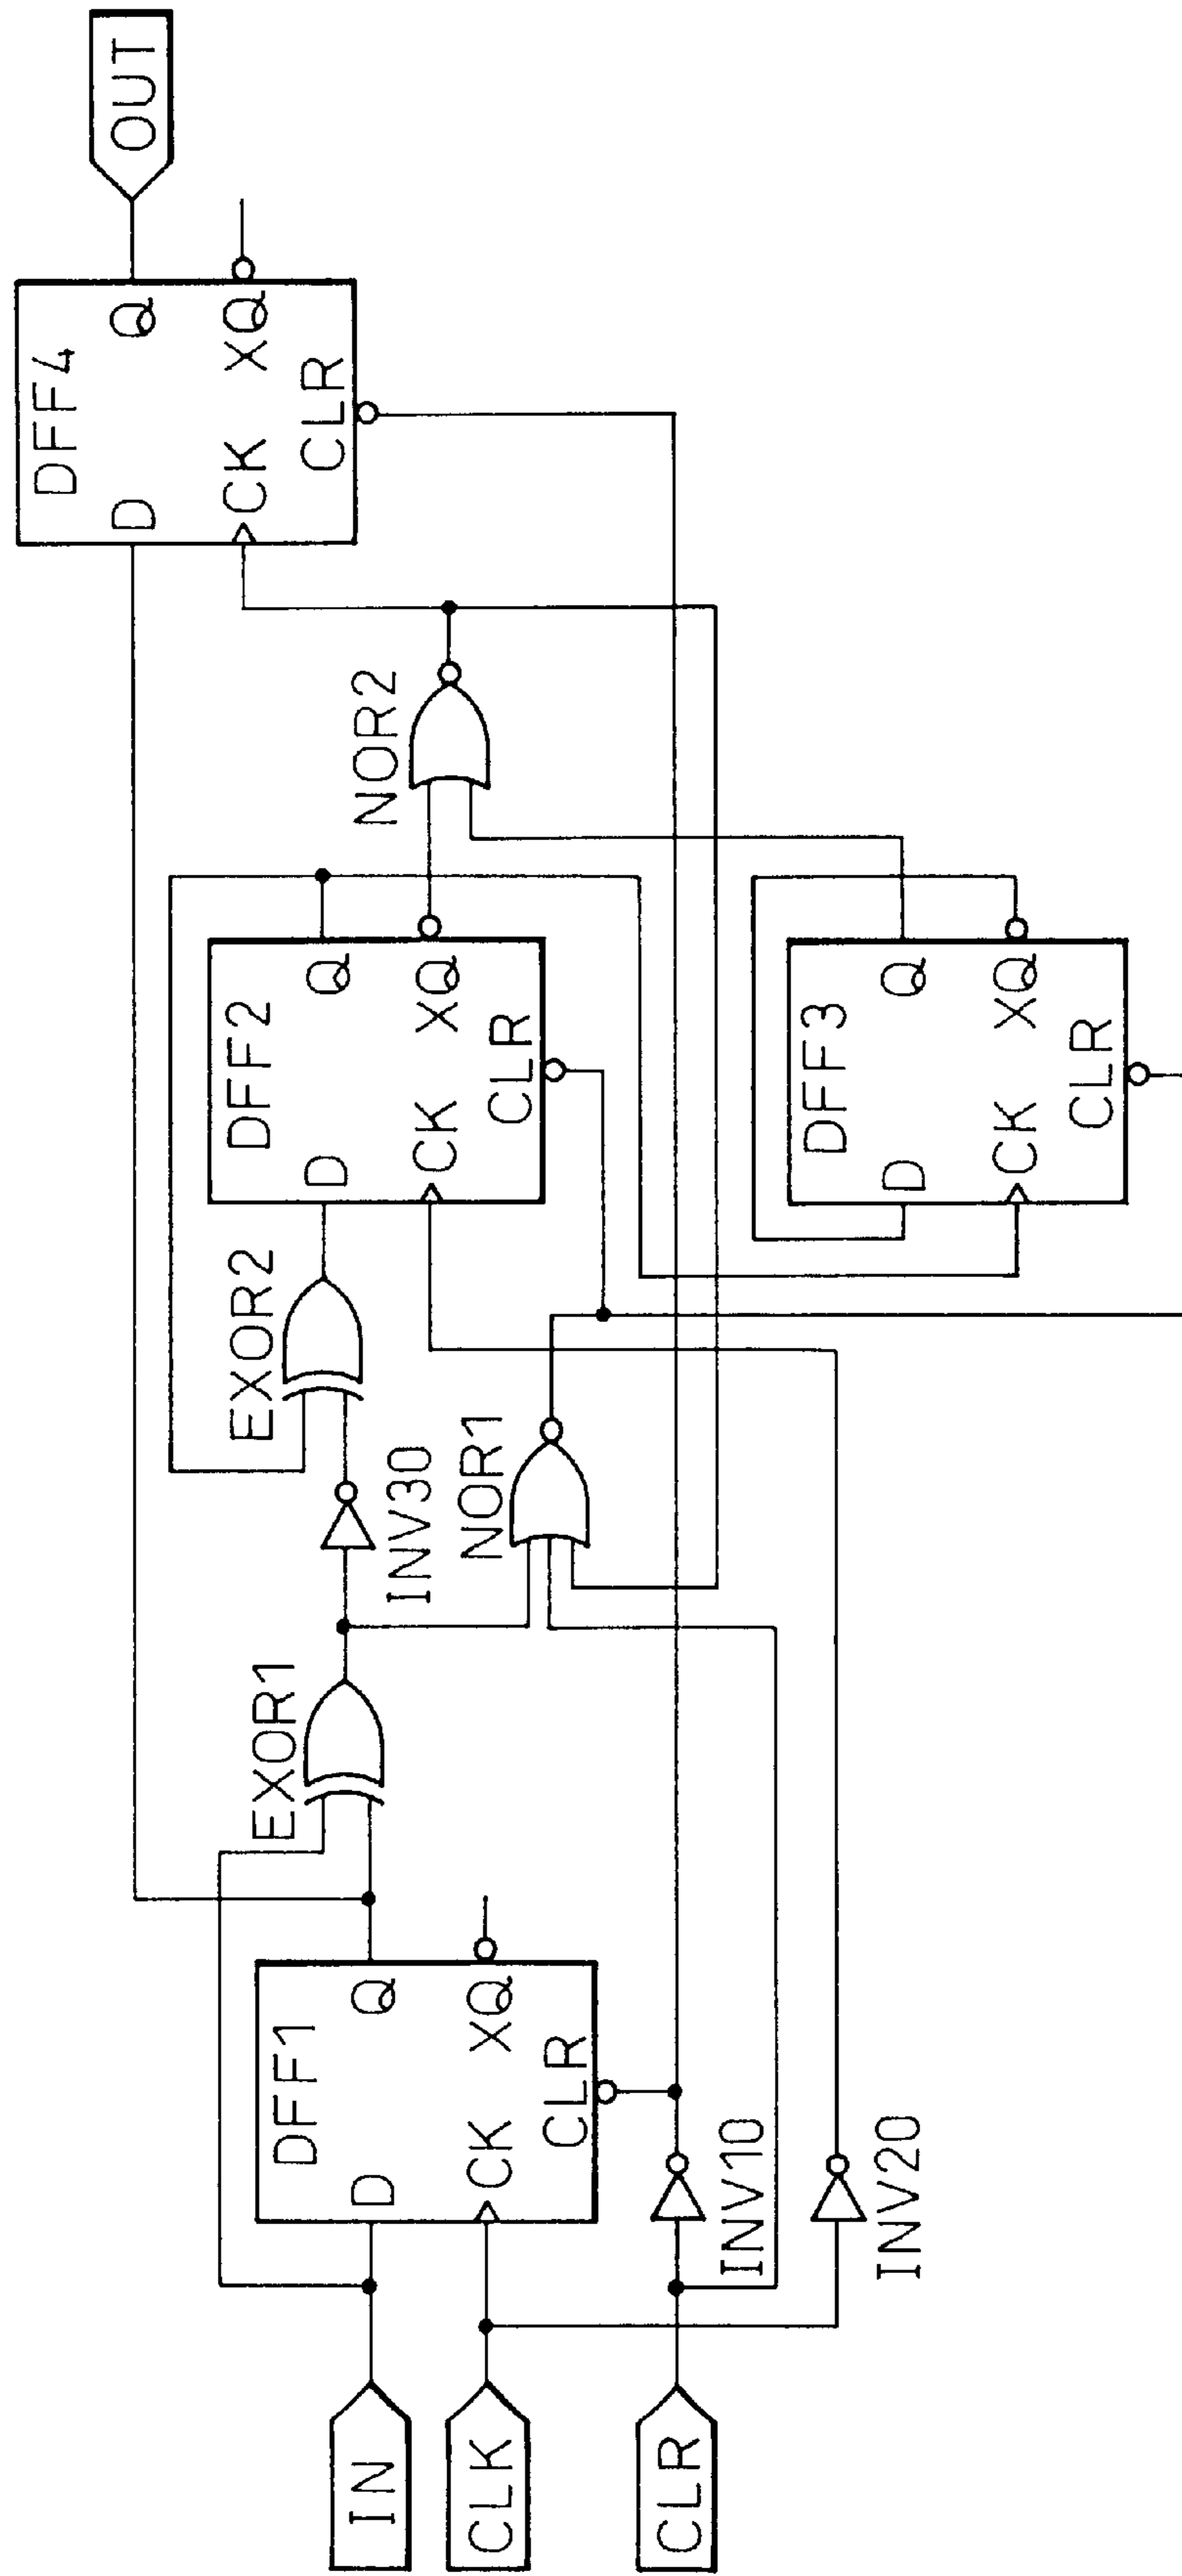 IN
CLK
CLR
DFF1
D
Q
CK
XQ
CLR
INV10
INV20
EXOR1
INV30
NOR1
EXOR2
DFF2
D
Q
CK
XQ
CLR
DFF3
D
Q
CK
XQ
CLR
NOR2
DFF4
D
Q
CK
XQ
CLR
OUT